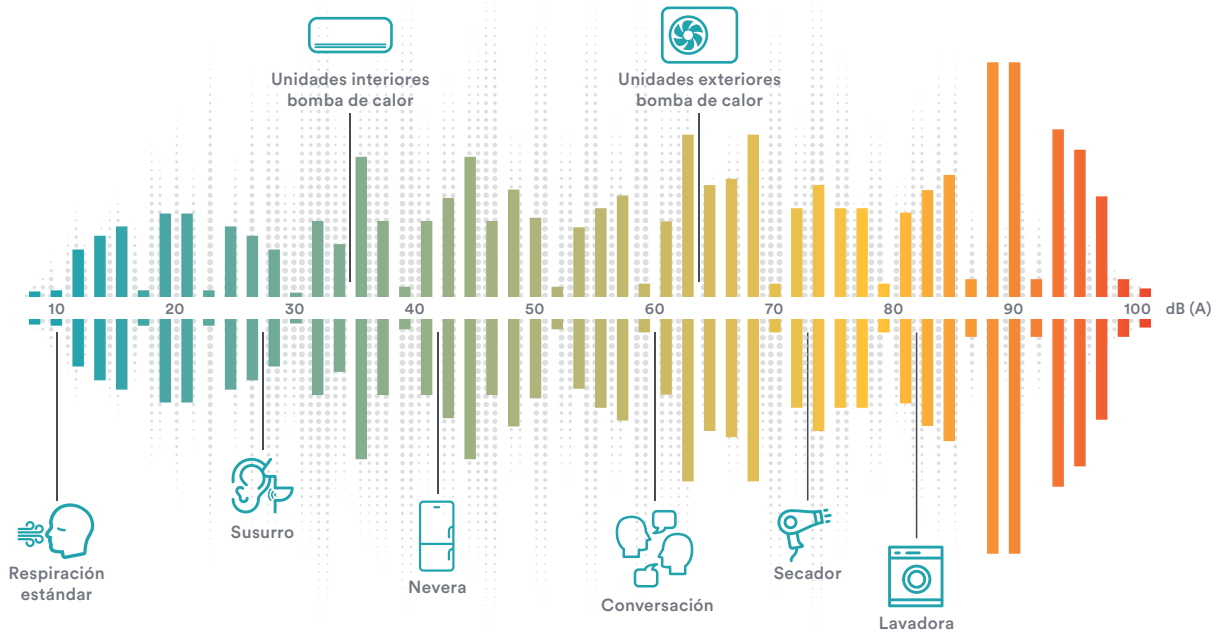 Unidades interiores
bomba de calor
Unidades exteriores
bomba de calor
10 20 30 40 50 60 70 80 90 100 dB (A)
Respiración
estándar
Susurro
Nevera
Conversación
Secador
Lavadora